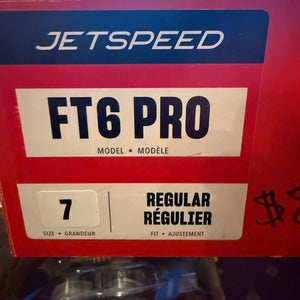 JETSPEED
FT6 PRO
MODEL • MODÈLE
7
SIZE • GRANDEUR
REGULAR
RÉGULIER
FIT • AJUSTEMENT
$